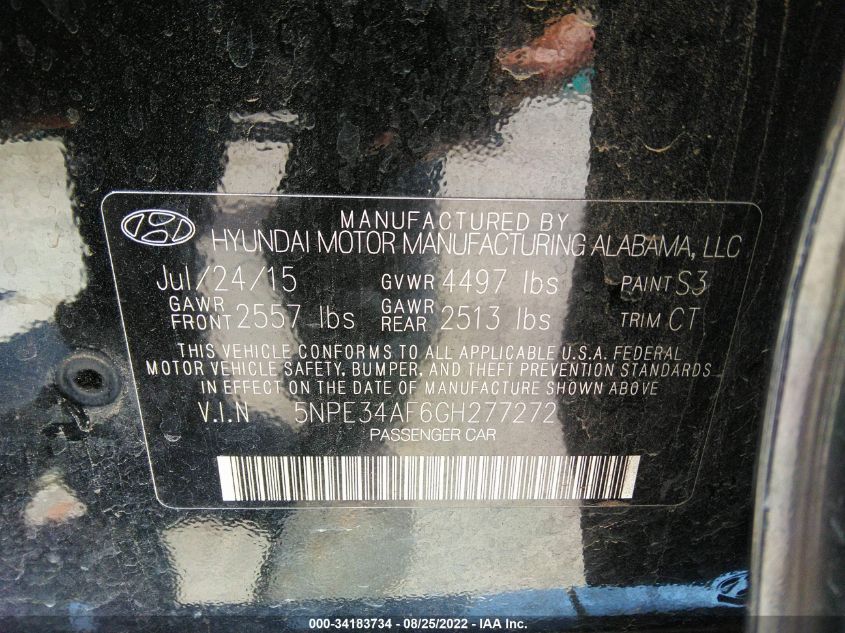 MANUFACTURED BY
HYUNDAI MOTOR MANUFACTURING ALABAMA, LLC
Jul/24/15 GVWR 4497 lbs PAINT S3
GAWR FRONT 2557 lbs GAWR REAR 2513 lbs TRIM CT
THIS VEHICLE CONFORMS TO ALL APPLICABLE U.S.A. FEDERAL
MOTOR VEHICLE SAFETY, BUMPER, AND THEFT PREVENTION STANDARDS
IN EFFECT ON THE DATE OF MANUFACTURE SHOWN ABOVE
V.I.N 5NPE34AF6GH277272
PASSENGER CAR
000-34183734 - 08/25/2022 - IAA Inc.